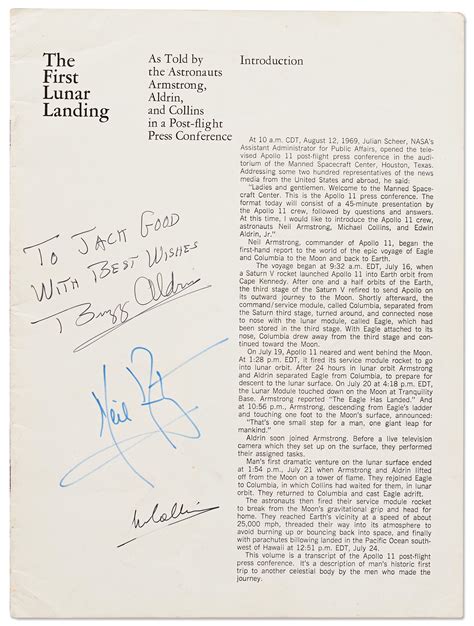 The
First
Lunar
Landing
As Told by
the Astronauts
Armstrong,
Aldrin,
and Collins
in a Post-flight
Press Conference
Introduction
At 10 a.m. CDT, August 12, 1969, Julian Scheer, NASA's
Assistant Administrator for Public Affairs, opened the tele-
vised Apollo 11 post-flight press conference in the audi-
torium of the Manned Spacecraft Center, Houston, Texas.
Addressing some two hundred representatives of the news
media from the United States and abroad, he said:
"Ladies and gentlemen. Welcome to the Manned Space-
craft Center. This is the Apollo 11 press conference. The
format today will consist of a 45-minute presentation by
the Apollo 11 crew, followed by questions and answers.
At this time, I would like to introduce the Apollo 11 crew,
astronauts Neil Armstrong, Michael Collins, and Edwin
Aldrin, Jr."
Neil Armstrong, commander of Apollo 11, began the
first-hand report to the world of the epic voyage of Eagle
and Columbia to the Moon and back to Earth.
The voyage began at 9:32 a.m. EDT, July 16, when
a Saturn V rocket launched Apollo 11 into Earth orbit from
Cape Kennedy. After one and a half orbits of the Earth,
the third stage of the Saturn V refired to send Apollo on
its outward journey to the Moon. Shortly afterward, the
command/service module, called Columbia, separated
from the Saturn third stage, turned around, and connected
nose to nose with the lunar module, called Eagle, which had
been stored in the third stage. With Eagle attached to its
nose, Columbia drew away from the third stage and con-
tinued toward the Moon.
On July 19, Apollo 11 neared and went behind the Moon.
At 1:28 p.m. EDT, it fired its service module rocket to go
into lunar orbit. After 24 hours in lunar orbit Armstrong
and Aldrin separated Eagle from Columbia, to prepare for
descent to the lunar surface. On July 20 at 4:18 p.m. EDT,
the Lunar Module touched down on the Moon at Tranquility
Base. Armstrong reported "The Eagle Has Landed." And
at 10:56 p.m., Armstrong, descending from Eagle's ladder
and touching one foot to the Moon's surface, announced:
"That's one small step for a man, one giant leap for
mankind."
Aldrin soon joined Armstrong. Before a live television
camera which they set up on the surface, they performed
their assigned tasks.
Man's first dramatic venture on the lunar surface ended
at 1:54 p.m., July 21 when Armstrong and Aldrin lifted
off from the Moon on a tower of flame. They rejoined Eagle
to Columbia, in which Collins had waited for them, in lunar
orbit. They returned to Columbia and cast Eagle adrift.
The astronauts then fired their service module rocket
to break from the Moon's gravitational grip and head for
home. They reached Earth's vicinity at a speed of about
25,000 mph, threaded their way into its atmosphere to
avoid burning up or bouncing back into space, and finally
with parachutes billowing landed in the Pacific Ocean south-
west of Hawaii at 12:51 p.m. EDT, July 24.
This volume is a transcript of the Apollo 11 post-flight
press conference. It's a description of man's historic first
trip to another celestial body by the men who made the
journey.
To Jack Good
With Best Wishes
Buzz Aldrin
Neil
M Collins